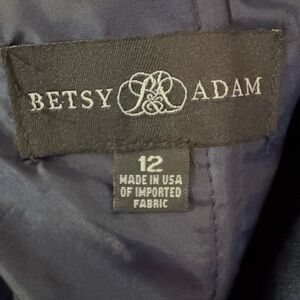 BETSY B&A ADAM
12
MADE IN USA
OF IMPORTED
FABRIC